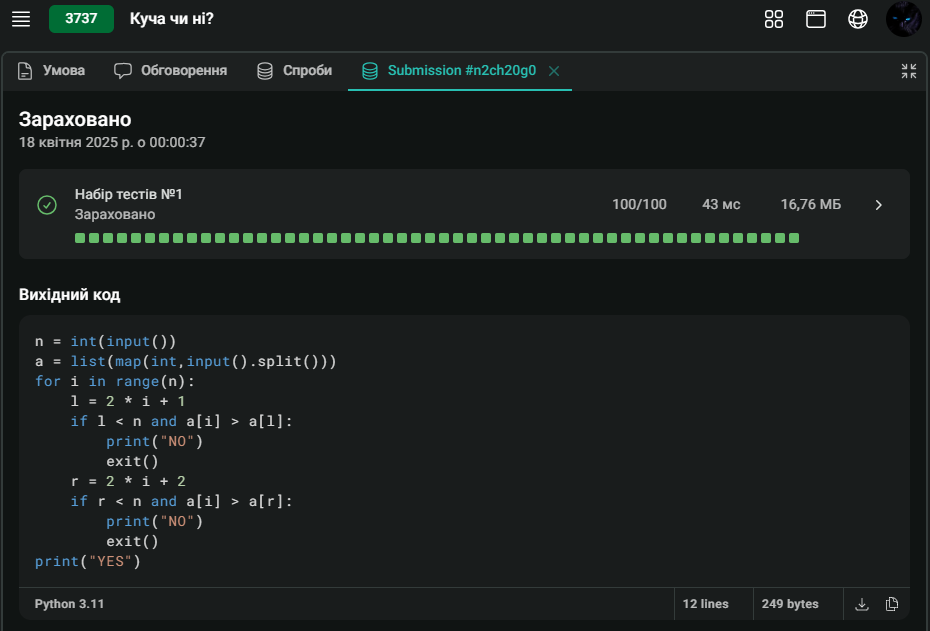 3737 Куча чи ні?
Умова Обговорення Спроби Submission #n2ch20g0
Зараховано
18 квітня 2025 р. о 00:00:37
Набір тестів №1
Зараховано
100/100 43 мс 16,76 МБ
Вихідний код
n = int(input())
a = list(map(int,input().split()))
for i in range(n):
    l = 2 * i + 1
    if l < n and a[i] > a[l]:
        print("NO")
        exit()
    r = 2 * i + 2
    if r < n and a[i] > a[r]:
        print("NO")
        exit()
print("YES")
Python 3.11 12 lines 249 bytes